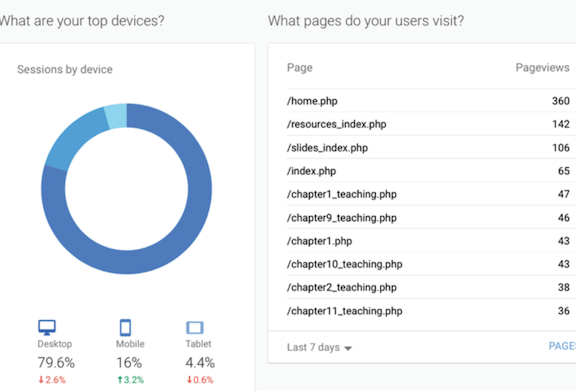 What are your top devices?
Sessions by device
Desktop
Mobile
Tablet
79.6%
16%
4.4%
2.6%
3.2%
0.6%
What pages do your users visit?
Page Pageviews
/home.php 360
/resources_index.php 142
/slides_index.php 106
/index.php 65
/chapter1_teaching.php 47
/chapter9_teaching.php 46
/chapter1.php 43
/chapter10_teaching.php 43
/chapter2_teaching.php 38
/chapter11_teaching.php 36
Last 7 days
PAGES